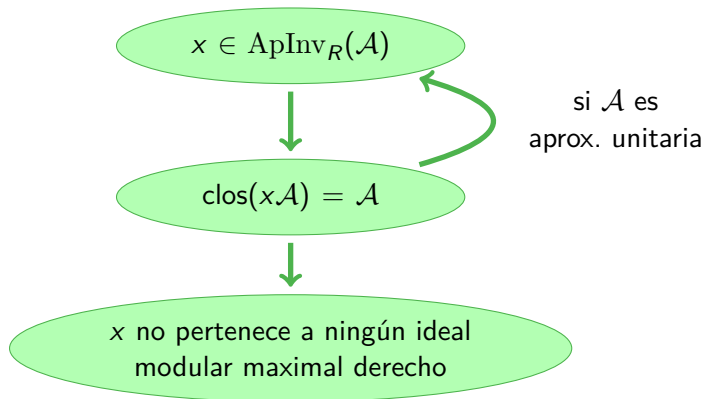 x ∈ ApInv_R(𝒜)
si 𝒜 es
aprox. unitaria
clos(x𝒜) = 𝒜
x no pertenece a ningún ideal
modular maximal derecho